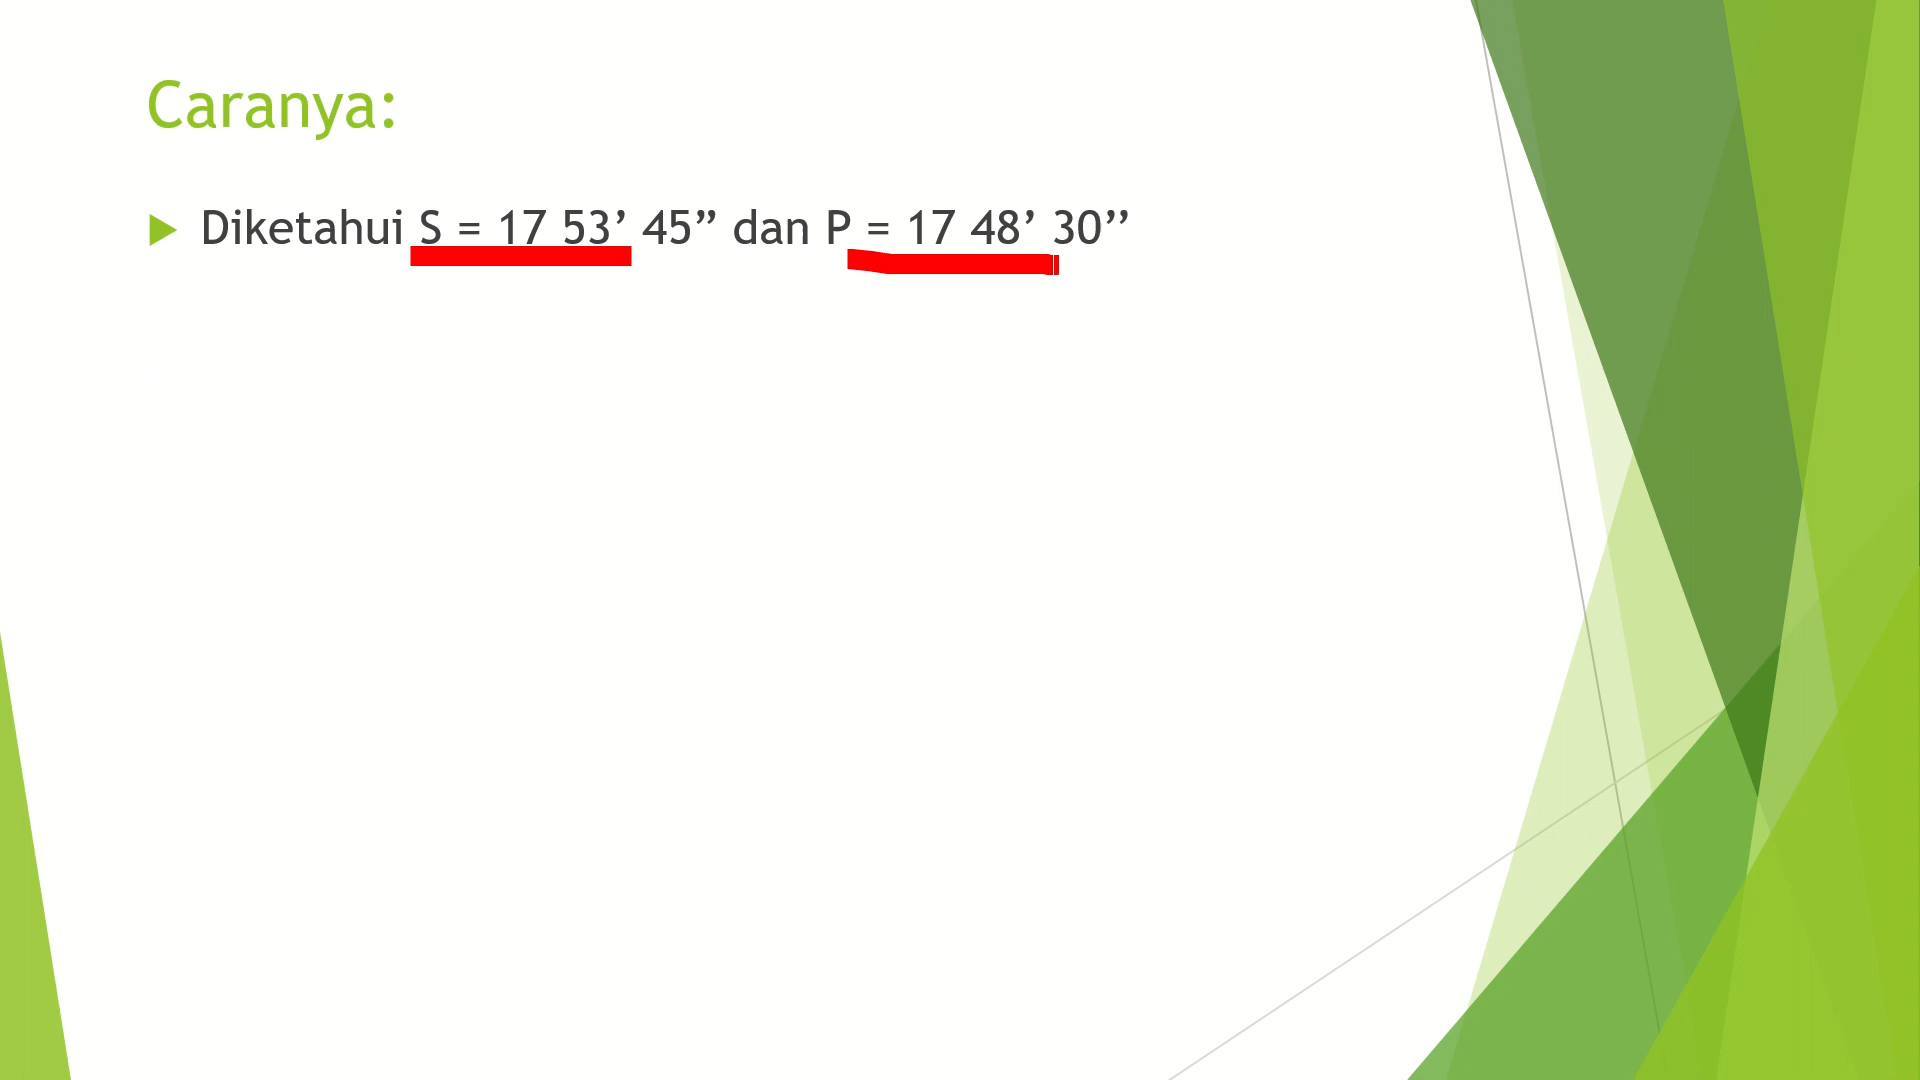 Caranya:
Diketahui S = 17 53’ 45” dan P = 17 48’ 30’’